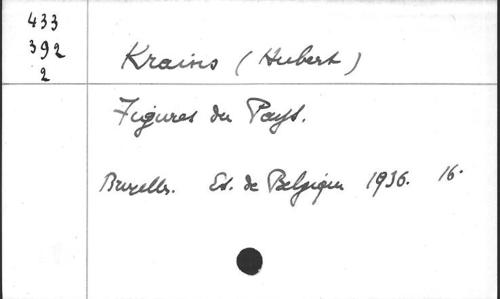 433
392
2
Krains (Hubert)
Figures du Pays.
Bruxelles. Ed. de Belgique 1936. 16.